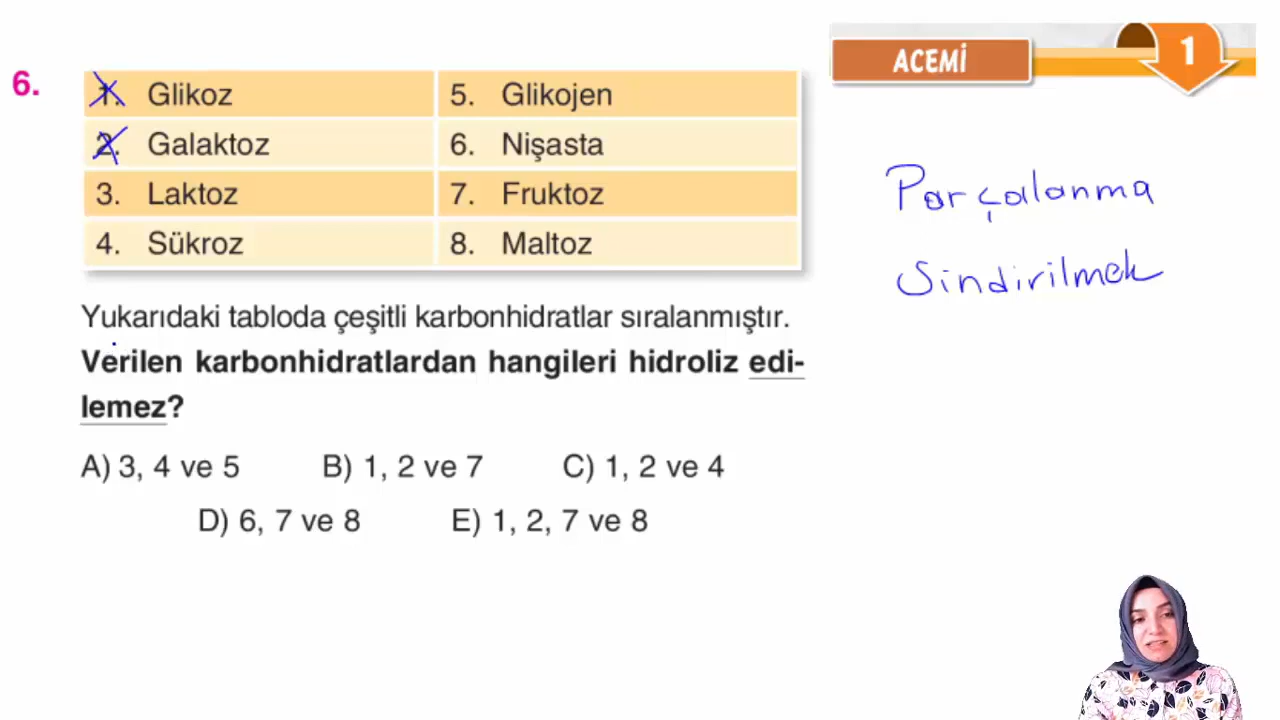 ACEMİ 1
6.
1. Glikoz 5. Glikojen
2. Galaktoz 6. Nişasta
3. Laktoz 7. Fruktoz
4. Sükroz 8. Maltoz
Parçalanma
Sindirilmek
Yukarıdaki tabloda çeşitli karbonhidratlar sıralanmıştır.
Verilen karbonhidratlardan hangileri hidroliz edi-
lemez?
A) 3, 4 ve 5 B) 1, 2 ve 7 C) 1, 2 ve 4
D) 6, 7 ve 8 E) 1, 2, 7 ve 8